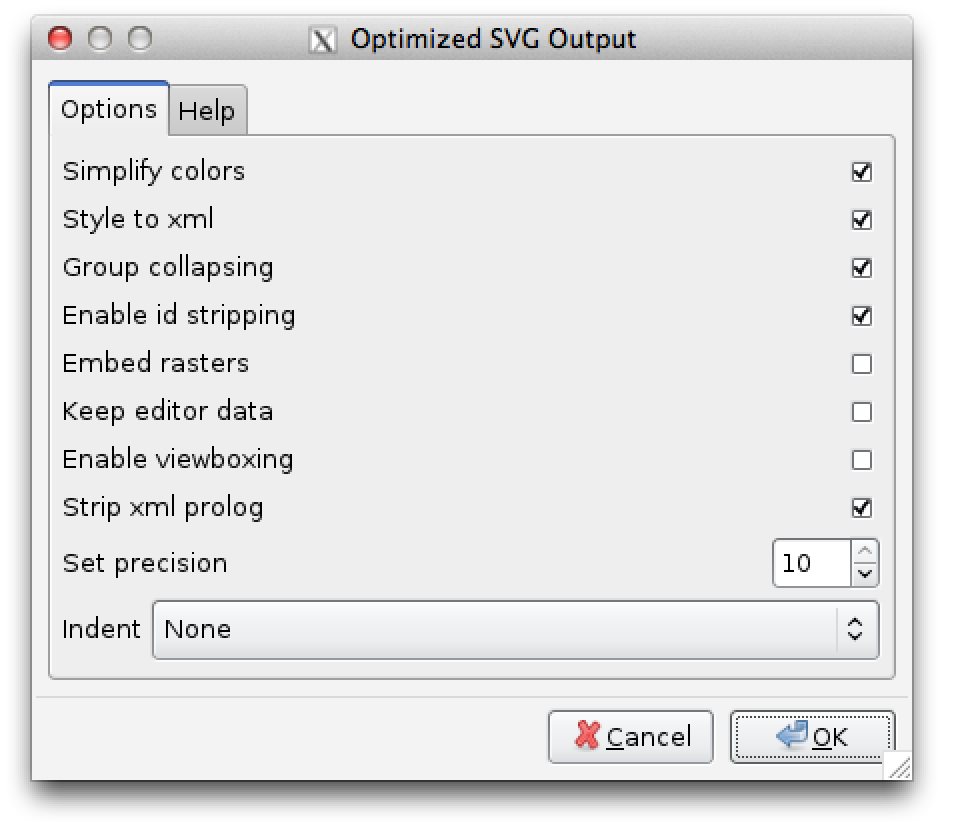 Optimized SVG Output
Options Help
Simplify colors
Style to xml
Group collapsing
Enable id stripping
Embed rasters
Keep editor data
Enable viewboxing
Strip xml prolog
Set precision 10
Indent None
Cancel OK